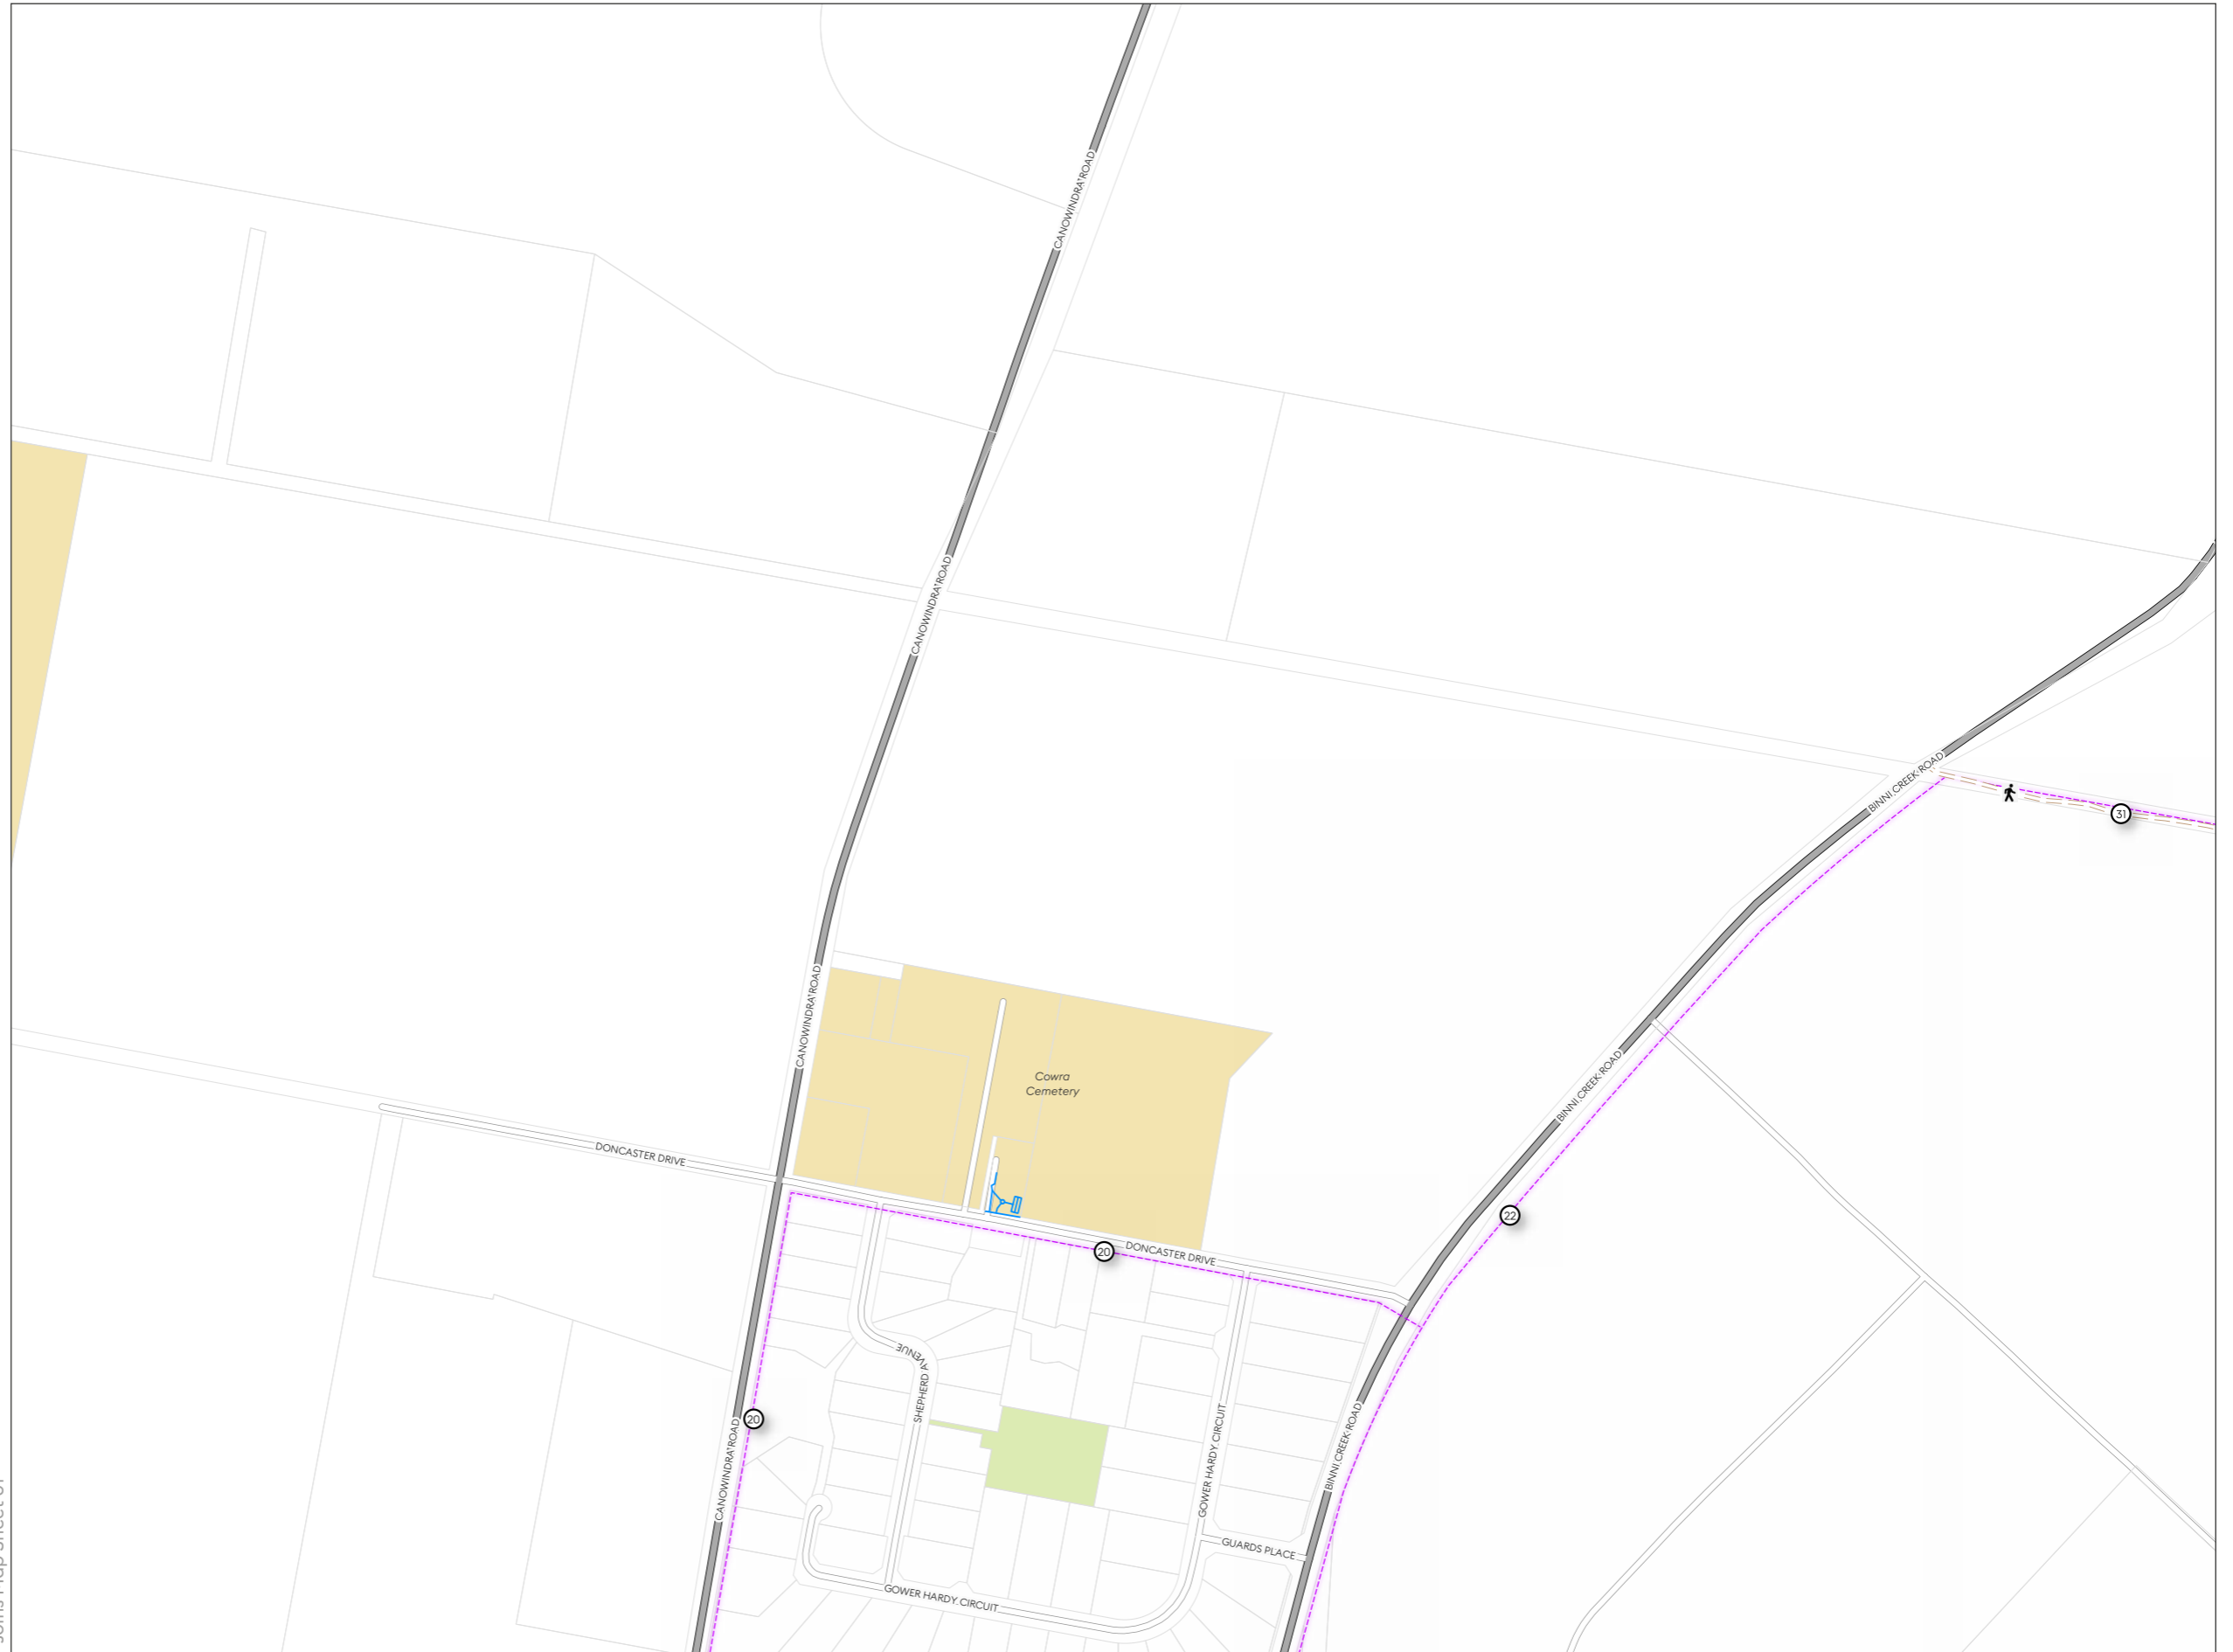 CANOWINDRA ROAD
CANOWINDRA ROAD
BINNI CREEK ROAD
31
CANOWINDRA ROAD
Cowra
Cemetery
BINNI CREEK ROAD
DONCASTER DRIVE
22
20
DONCASTER DRIVE
SHEPHERD AVENUE
20
CANOWINDRA ROAD
GOWER HARDY CIRCUIT
BINNI CREEK ROAD
GUARDS PLACE
GOWER HARDY CIRCUIT